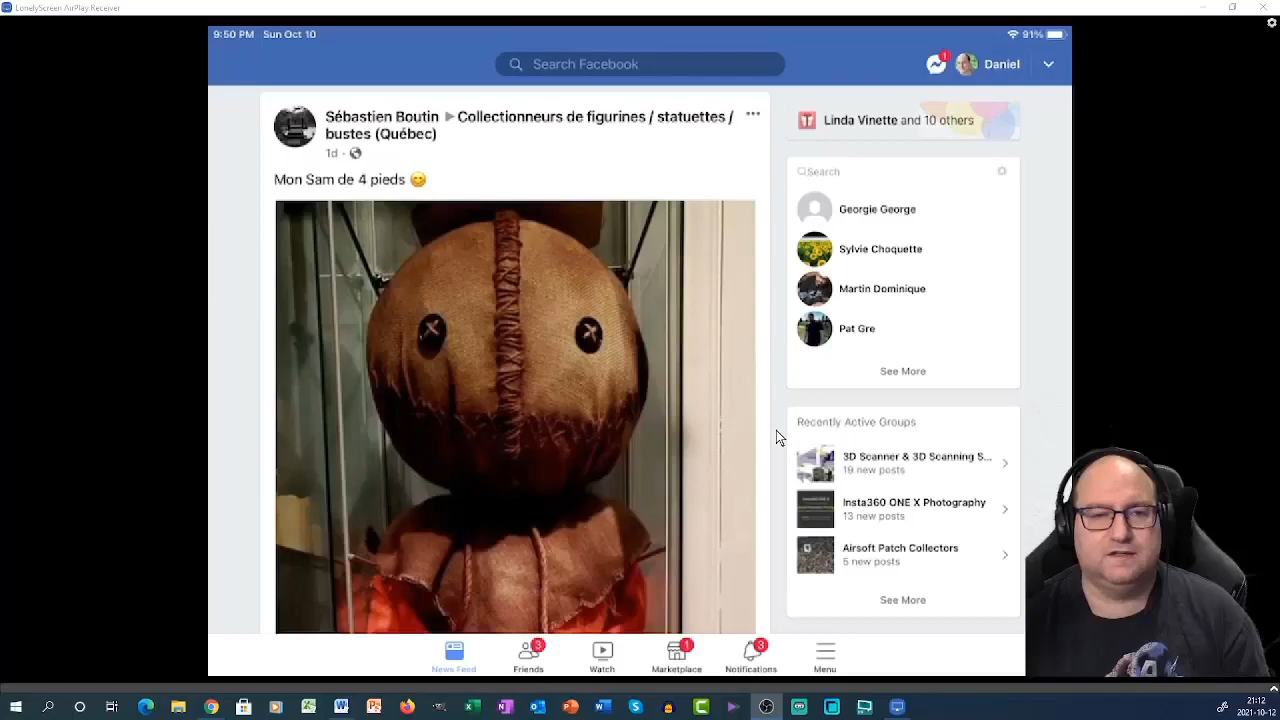 LonelyScreen AirPlay Receiver
9:50 PM Sun Oct 10
91%
Search Facebook
1
Daniel
Sébastien Boutin ▶ Collectionneurs de figurines / statuettes /
bustes (Québec)
1d ·
Mon Sam de 4 pieds 😊
Linda Vinette and 10 others
Search
Georgie George
Sylvie Choquette
Martin Dominique
Pat Gre
See More
Recently Active Groups
3D Scanner & 3D Scanning S...
19 new posts
Insta360 ONE X Photography
13 new posts
Airsoft Patch Collectors
5 new posts
See More
3
1
3
News Feed
Friends
Watch
Marketplace
Notifications
Menu
21:12
2021-10-12